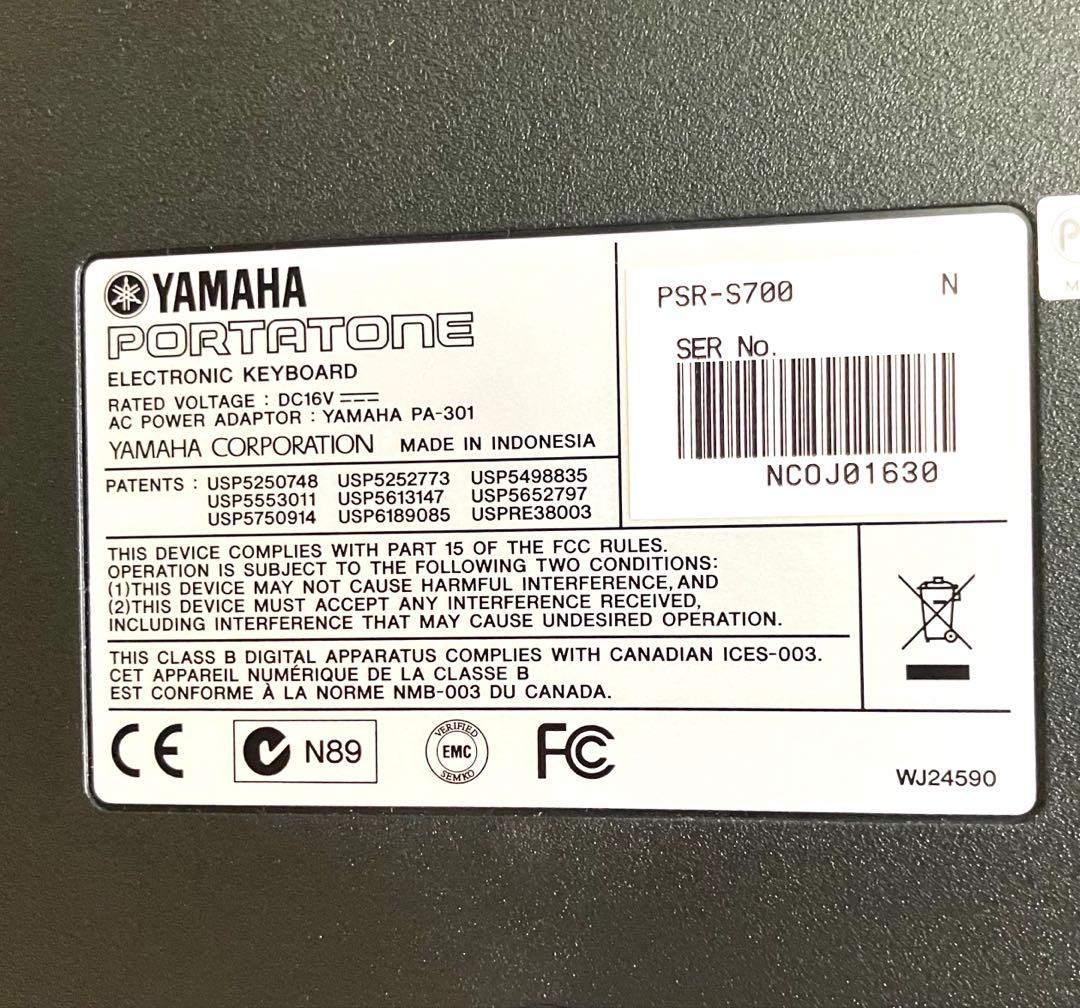 YAMAHA
PORTATONE
ELECTRONIC KEYBOARD
RATED VOLTAGE : DC16V
AC POWER ADAPTOR : YAMAHA PA-301
YAMAHA CORPORATION MADE IN INDONESIA
PSR-S700 N
SER No.
NCOJ01630
PATENTS : USP5250748 USP5252773 USP5498835
USP5553011 USP5613147 USP5652797
USP5750914 USP6189085 USPRE38003
THIS DEVICE COMPLIES WITH PART 15 OF THE FCC RULES.
OPERATION IS SUBJECT TO THE FOLLOWING TWO CONDITIONS:
(1)THIS DEVICE MAY NOT CAUSE HARMFUL INTERFERENCE, AND
(2)THIS DEVICE MUST ACCEPT ANY INTERFERENCE RECEIVED,
INCLUDING INTERFERENCE THAT MAY CAUSE UNDESIRED OPERATION.
THIS CLASS B DIGITAL APPARATUS COMPLIES WITH CANADIAN ICES-003.
CET APPAREIL NUMÉRIQUE DE LA CLASSE B
EST CONFORME À LA NORME NMB-003 DU CANADA.
CE N89 VERIFIED EMC SEMKO FC
WJ24590